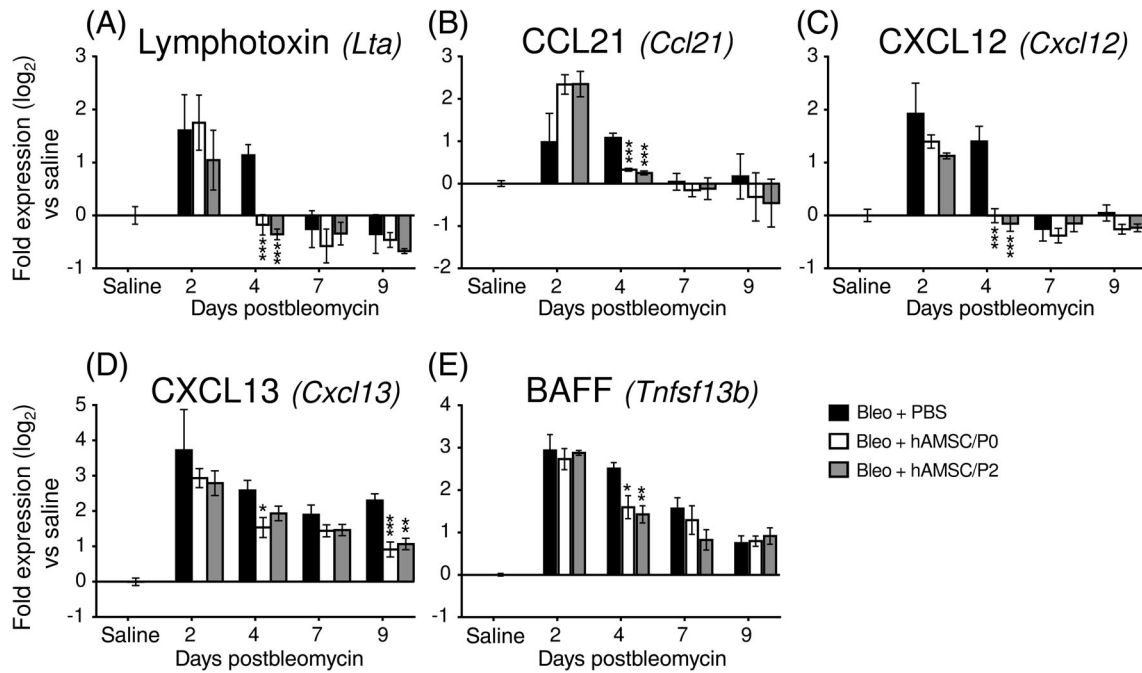 (A) Lymphotoxin (Lta)
Fold expression (log2)
vs saline
3
2
1
0
-1
***
***
Saline 2 4 7 9
Days postbleomycin
(B) CCL21 (Ccl21)
3
2
1
0
-1
-2
***
***
Saline 2 4 7 9
Days postbleomycin
(C) CXCL12 (Cxcl12)
3
2
1
0
-1
***
***
Saline 2 4 7 9
Days postbleomycin
(D) CXCL13 (Cxcl13)
Fold expression (log2)
vs saline
5
4
3
2
1
0
-1
*
***
**
Saline 2 4 7 9
Days postbleomycin
(E) BAFF (Tnfsf13b)
4
3
2
1
0
-1
*
**
Saline 2 4 7 9
Days postbleomycin
Bleo + PBS
Bleo + hAMSC/P0
Bleo + hAMSC/P2